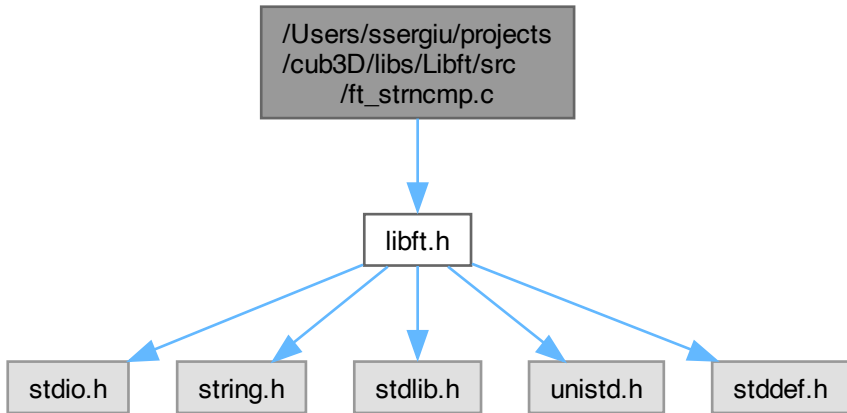 /Users/ssergiu/projects
/cub3D/libs/Libft/src
/ft_strncmp.c
libft.h
stdio.h
string.h
stdlib.h
unistd.h
stddef.h